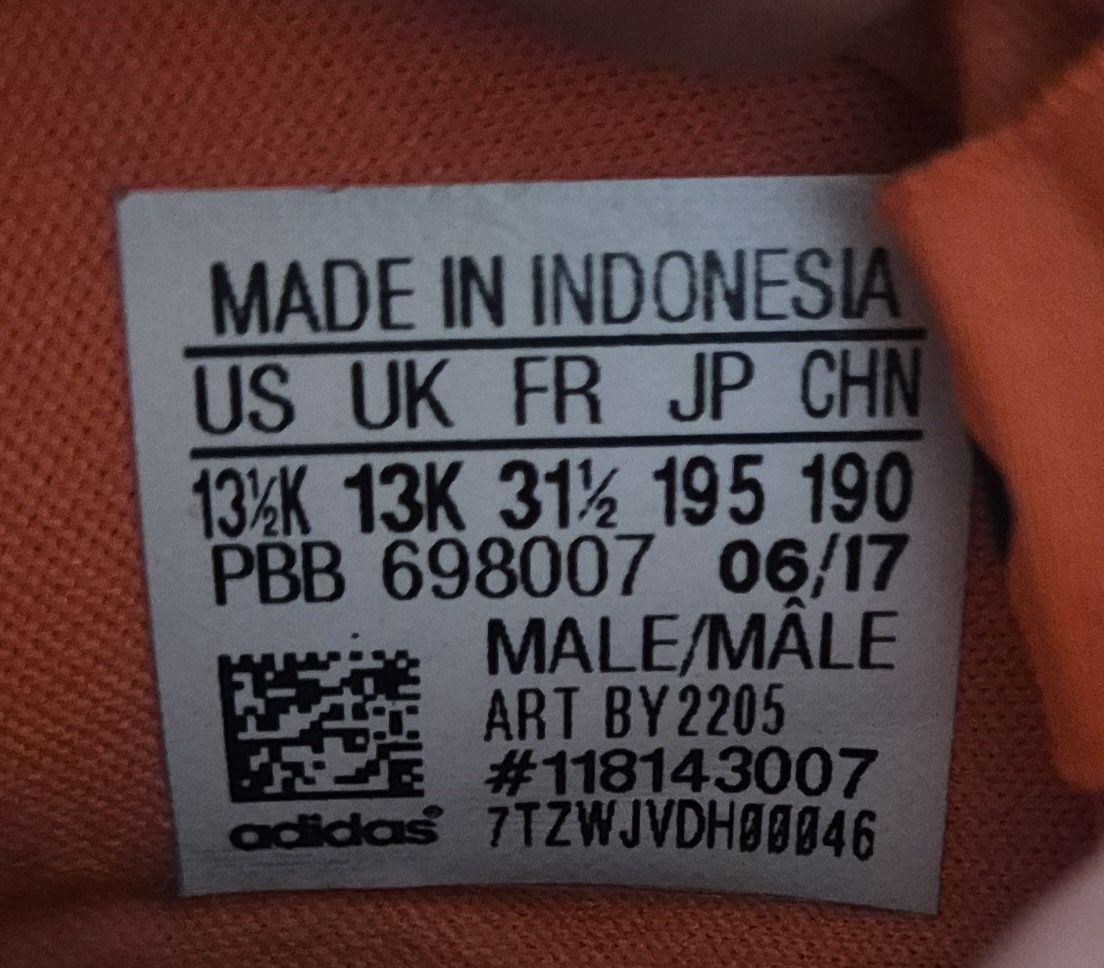 MADE IN INDONESIA
US UK FR JP CHN
13½K 13K 31½ 195 190
PBB 698007 06/17
MALE/MÂLE
ART BY2205
#118143007
adidas® 7TZWJVDH00046